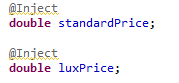 @Inject
double standardPrice;
@Inject
double luxPrice;